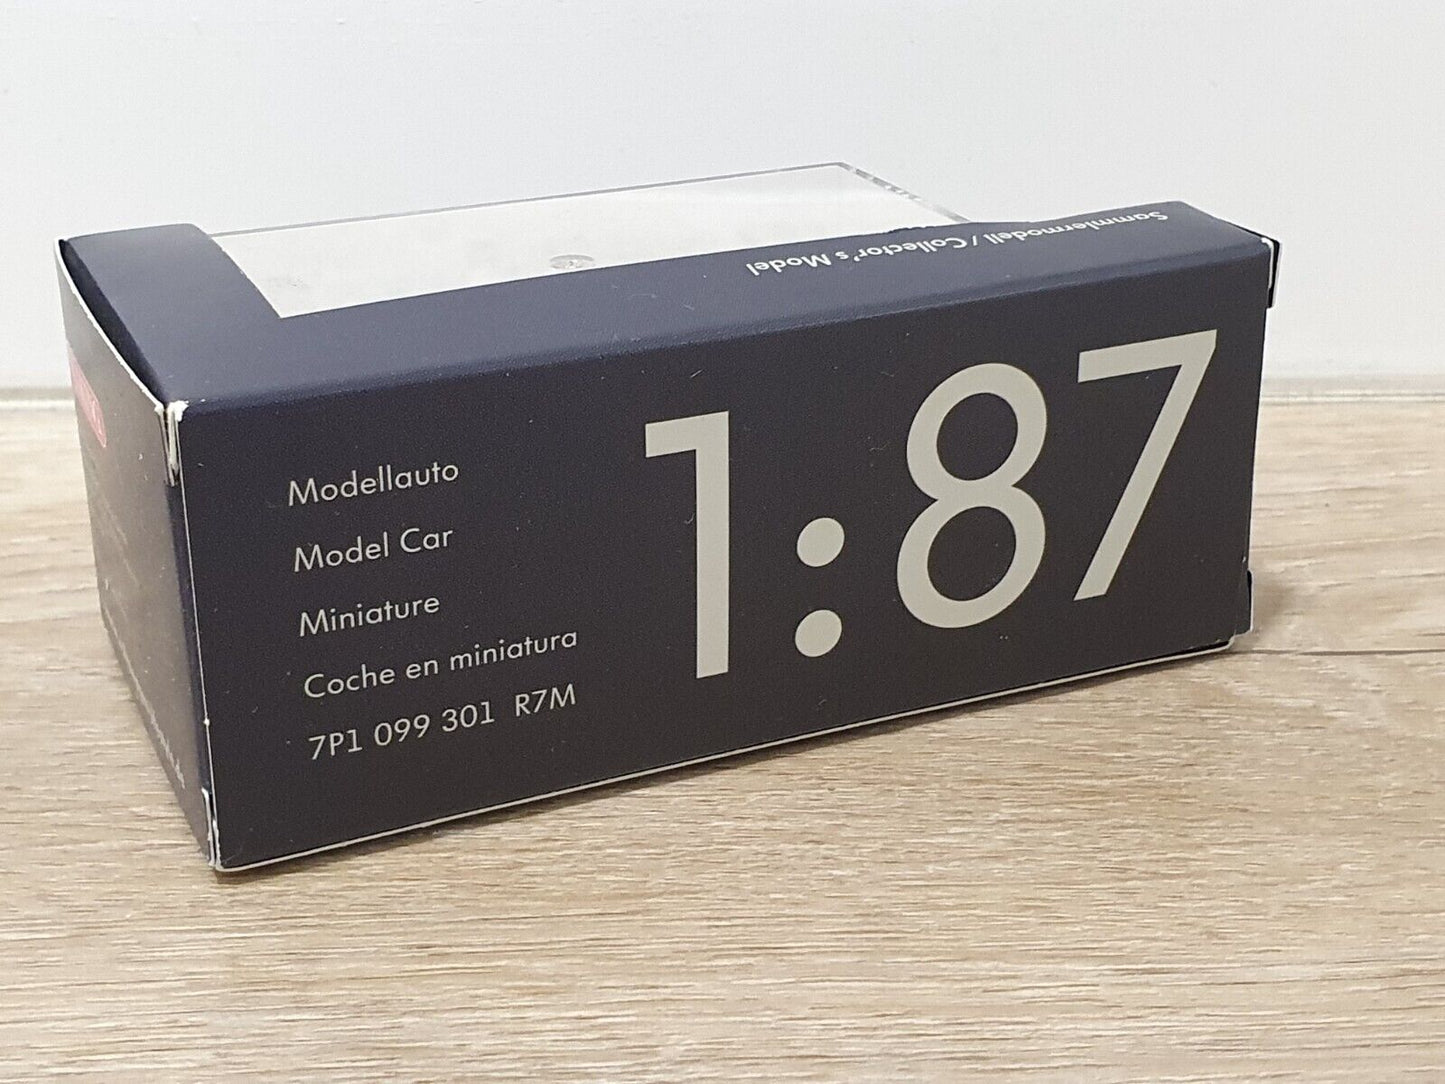 Sammlermodell / Collector's Model
Modellauto
Model Car
Miniature
Coche en miniatura
7P1 099 301 R7M
1:87